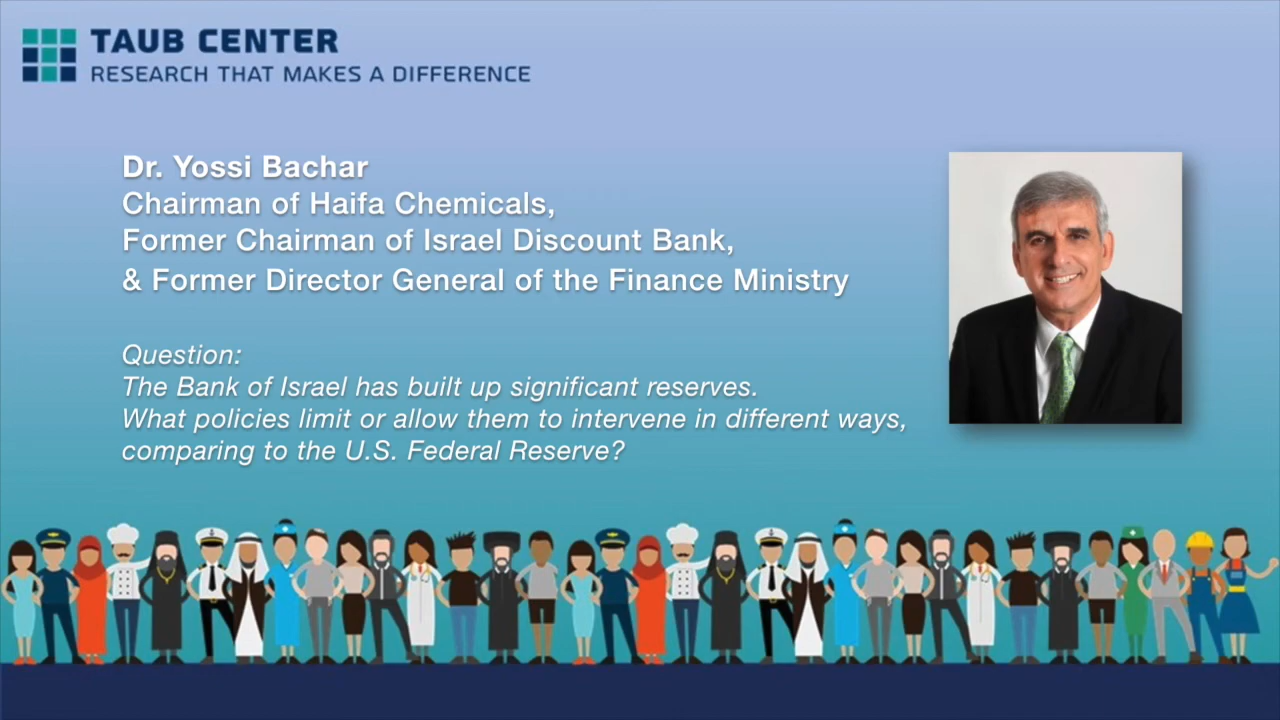 TAUB CENTER
RESEARCH THAT MAKES A DIFFERENCE
Dr. Yossi Bachar
Chairman of Haifa Chemicals,
Former Chairman of Israel Discount Bank,
& Former Director General of the Finance Ministry
Question:
The Bank of Israel has built up significant reserves.
What policies limit or allow them to intervene in different ways,
comparing to the U.S. Federal Reserve?